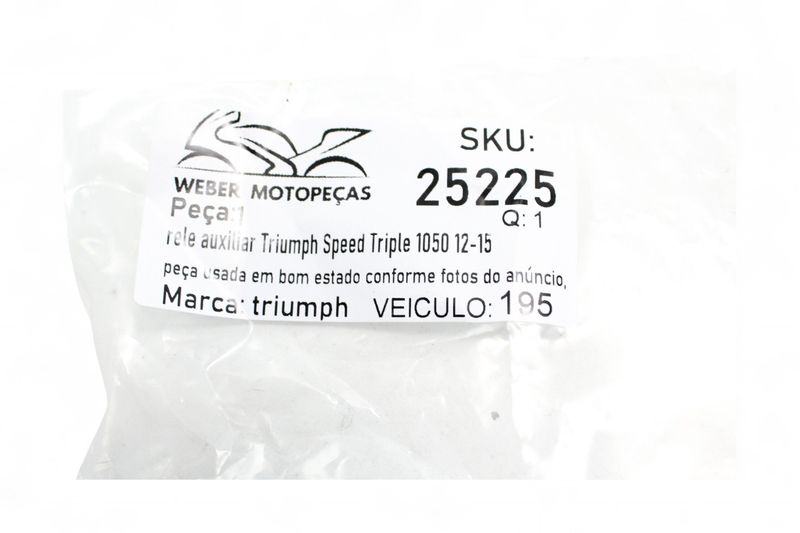 WEBER MOTOPEÇAS
SKU:
25225
Peça:1
Q: 1
rele auxiliar Triumph Speed Triple 1050 12-15
peça usada em bom estado conforme fotos do anúncio,
Marca: triumph VEICULO: 195